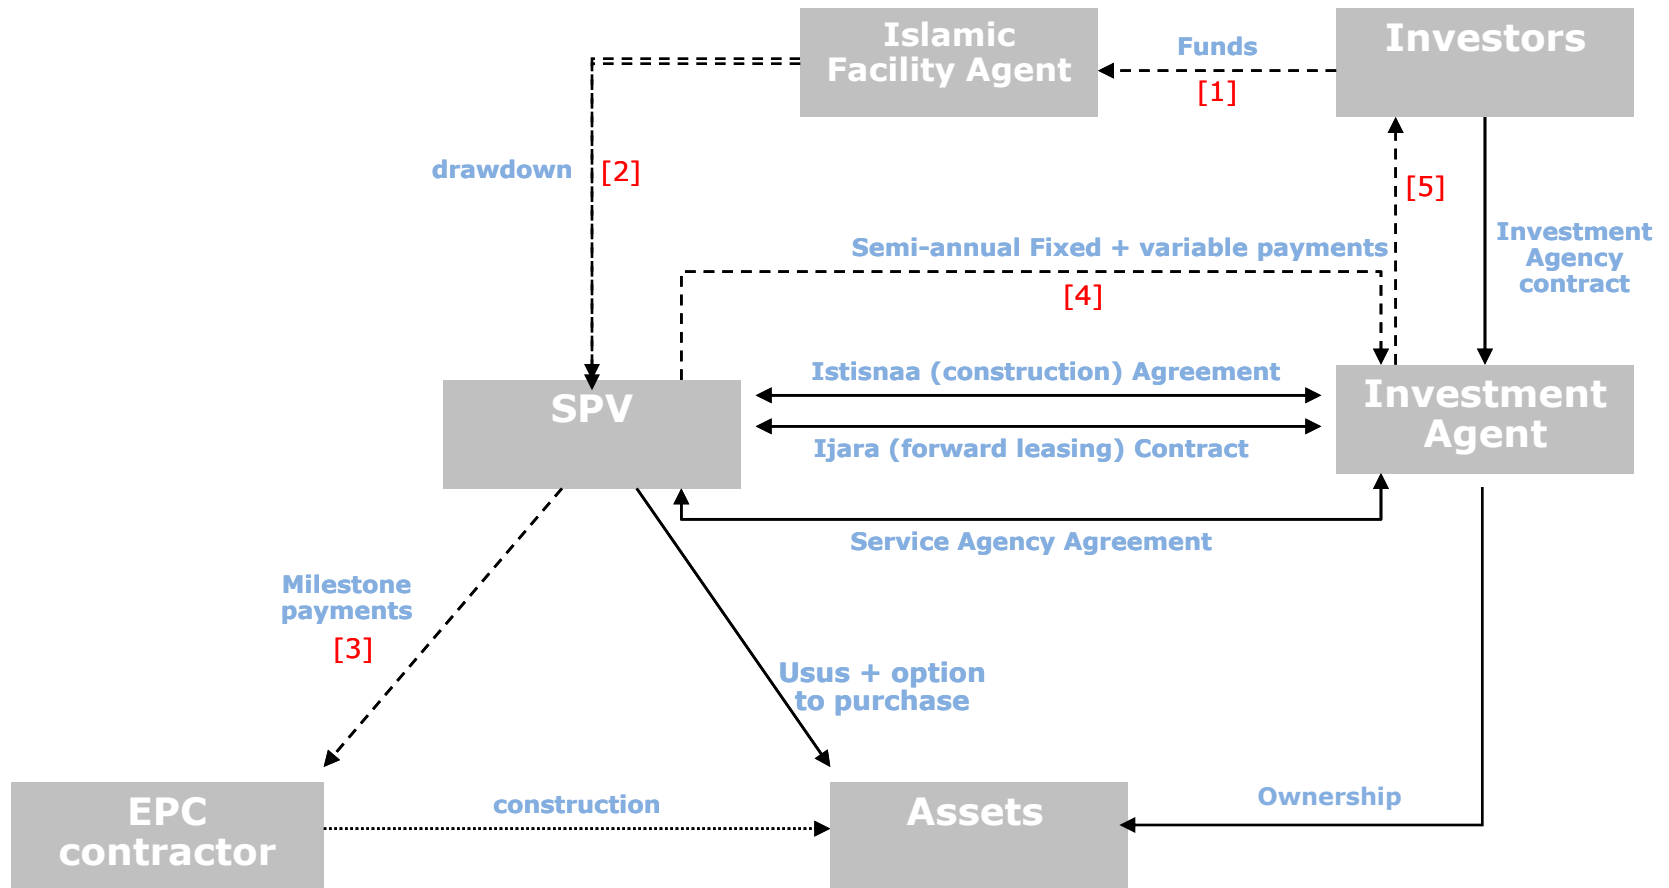 Islamic
Facility Agent
Funds
[1]
Investors
drawdown
[2]
[5]
Investment
Agency
contract
Semi-annual Fixed + variable payments
[4]
Istisnaa (construction) Agreement
SPV
Investment
Agent
Ijara (forward leasing) Contract
Service Agency Agreement
Milestone
payments
[3]
Usus + option
to purchase
EPC
contractor
construction
Assets
Ownership